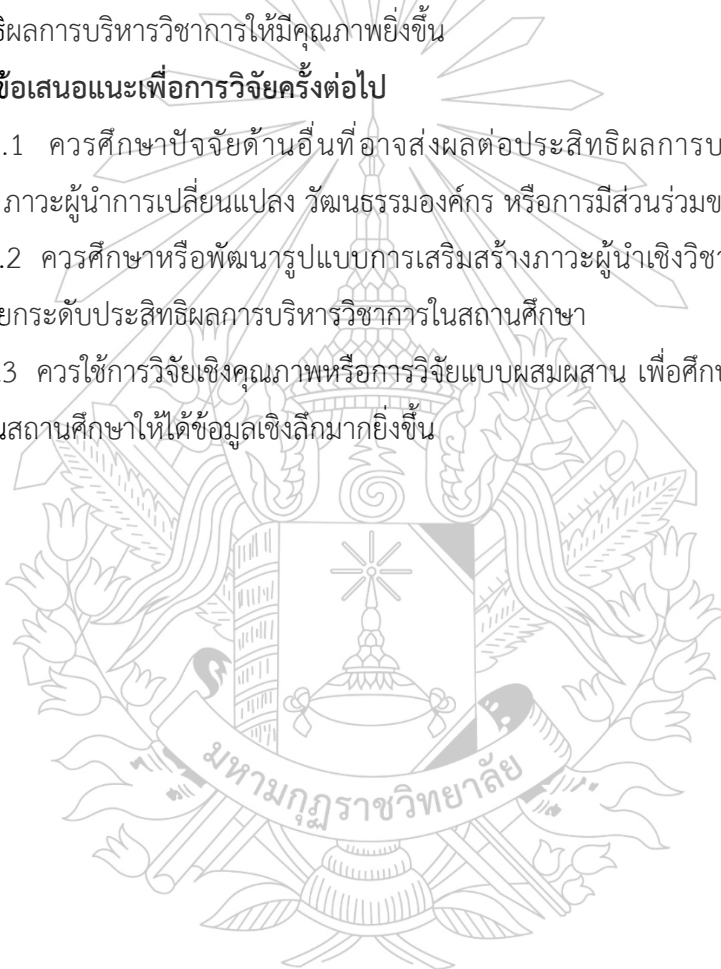 ธิผลการบริหารวิชาการให้มีคุณภาพยิ่งขึ้น
ข้อเสนอแนะเพื่อการวิจัยครั้งต่อไป
.1 ควรศึกษาปัจจัยด้านอื่นที่อาจส่งผลต่อประสิทธิผลการบ
ภาวะผู้นำการเปลี่ยนแปลง วัฒนธรรมองค์กร หรือการมีส่วนร่วมข
.2 ควรศึกษาหรือพัฒนารูปแบบการเสริมสร้างภาวะผู้นำเชิงวิชา
ยกระดับประสิทธิผลการบริหารวิชาการในสถานศึกษา
.3 ควรใช้การวิจัยเชิงคุณภาพหรือการวิจัยแบบผสมผสาน เพื่อศึก
นสถานศึกษาให้ได้ข้อมูลเชิงลึกมากยิ่งขึ้น
มหามกุฏราชวิทยาลัย